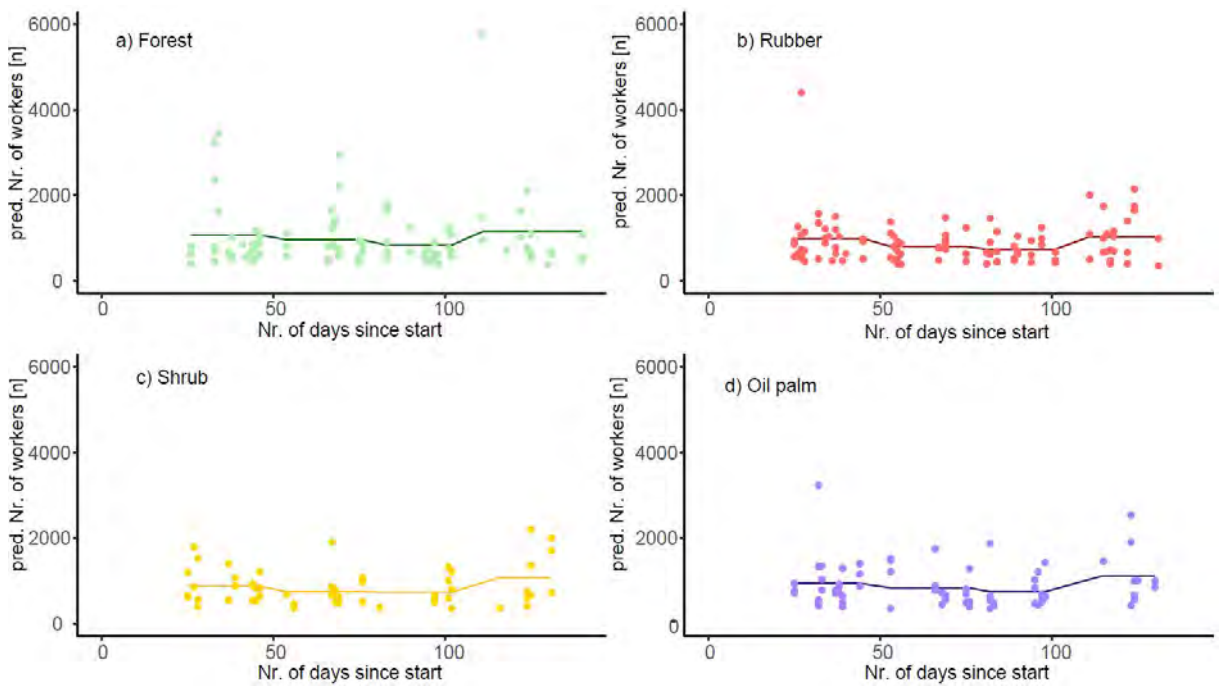 6000
a) Forest
4000
2000
0
pred. Nr. of workers [n]
0 50 100
Nr. of days since start
6000
b) Rubber
4000
2000
0
pred. Nr. of workers [n]
0 50 100
Nr. of days since start
6000
c) Shrub
4000
2000
0
pred. Nr. of workers [n]
0 50 100
Nr. of days since start
6000
d) Oil palm
4000
2000
0
pred. Nr. of workers [n]
0 50 100
Nr. of days since start